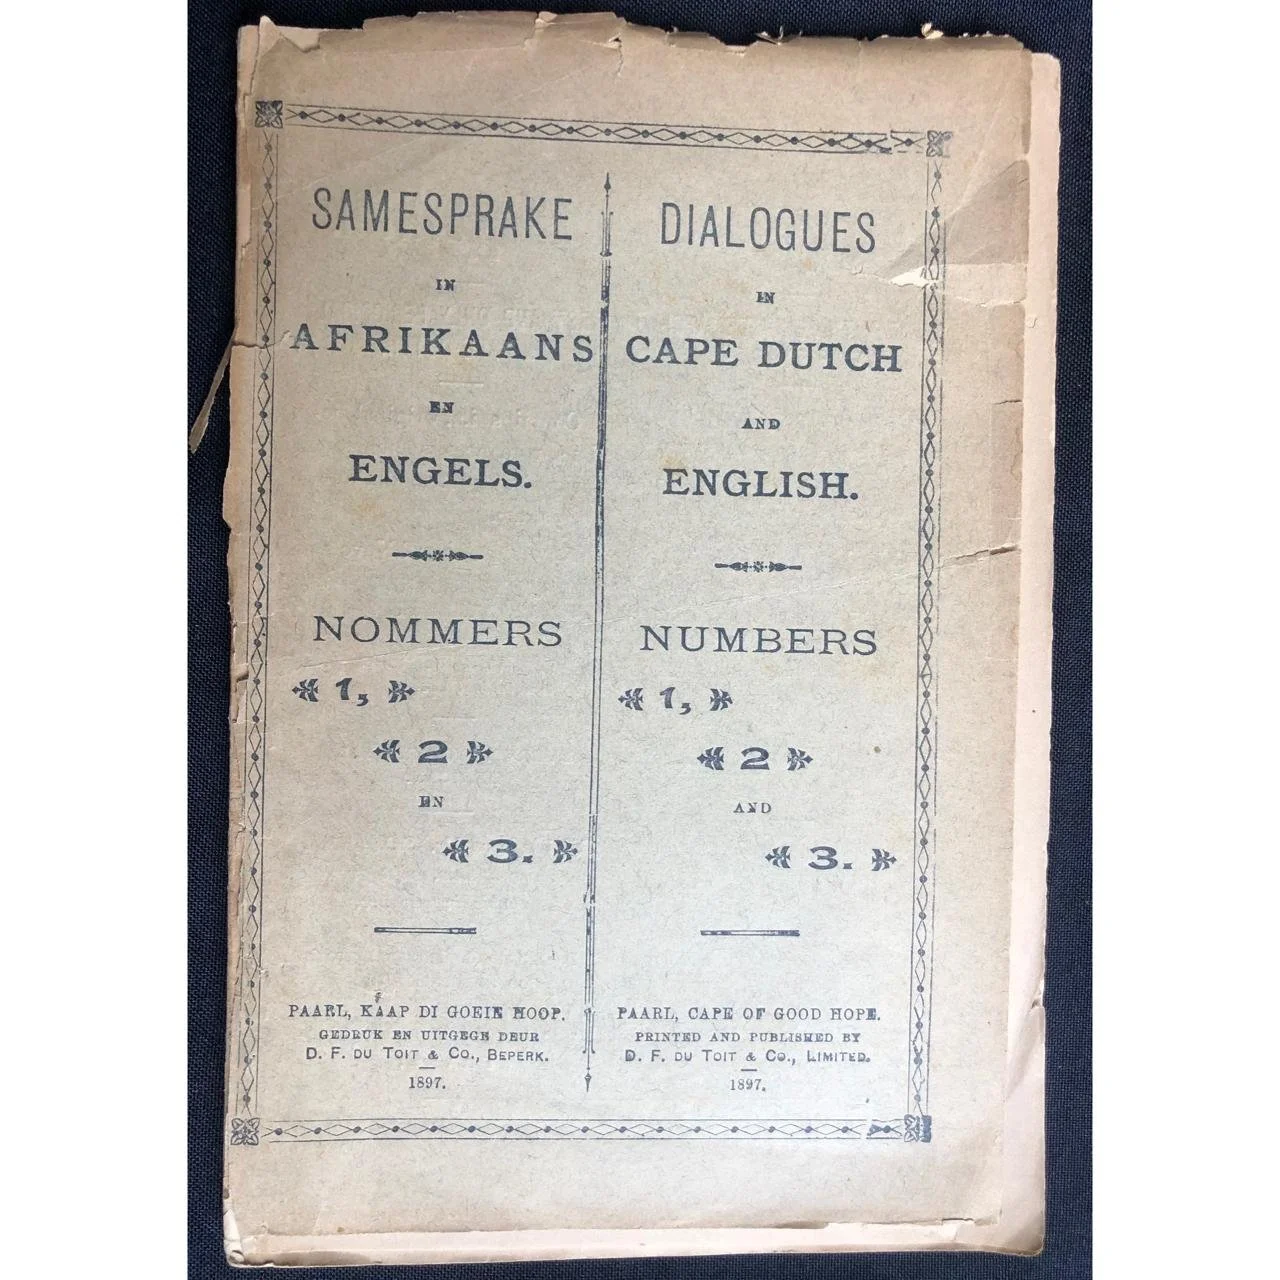 SAMESPRAKE
IN
AFRIKAANS
EN
ENGELS.
NOMMERS
1,
2
EN
3.
PAARL, KAAP DI GOEIE HOOP.
GEDRUK EN UITGEGE DEUR
D. F. DU TOIT & CO., BEPERK.
1897.
DIALOGUES
IN
CAPE DUTCH
AND
ENGLISH.
NUMBERS
1,
2
AND
3.
PAARL, CAPE OF GOOD HOPE.
PRINTED AND PUBLISHED BY
D. F. DU TOIT & CO., LIMITED.
1897.